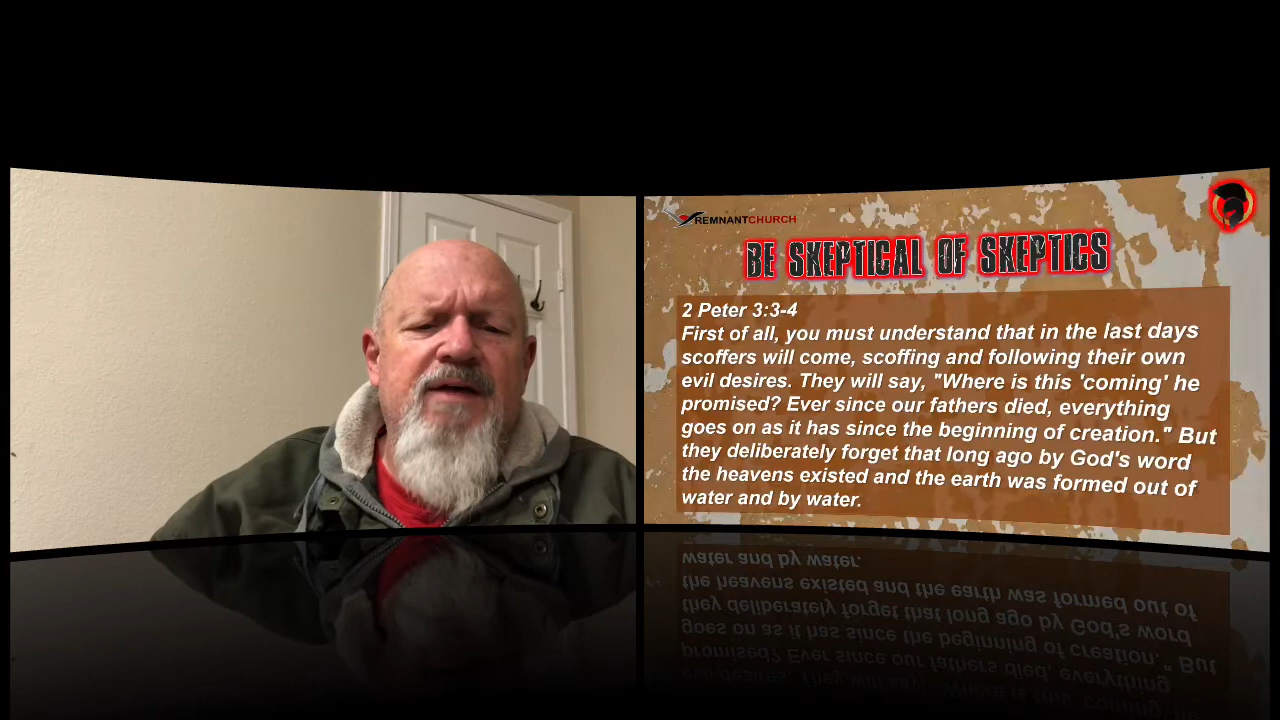 REMNANTCHURCH
BE SKEPTICAL OF SKEPTICS
2 Peter 3:3-4
First of all, you must understand that in the last days
scoffers will come, scoffing and following their own
evil desires. They will say, "Where is this 'coming' he
promised? Ever since our fathers died, everything
goes on as it has since the beginning of creation." But
they deliberately forget that long ago by God's word
the heavens existed and the earth was formed out of
water and by water.